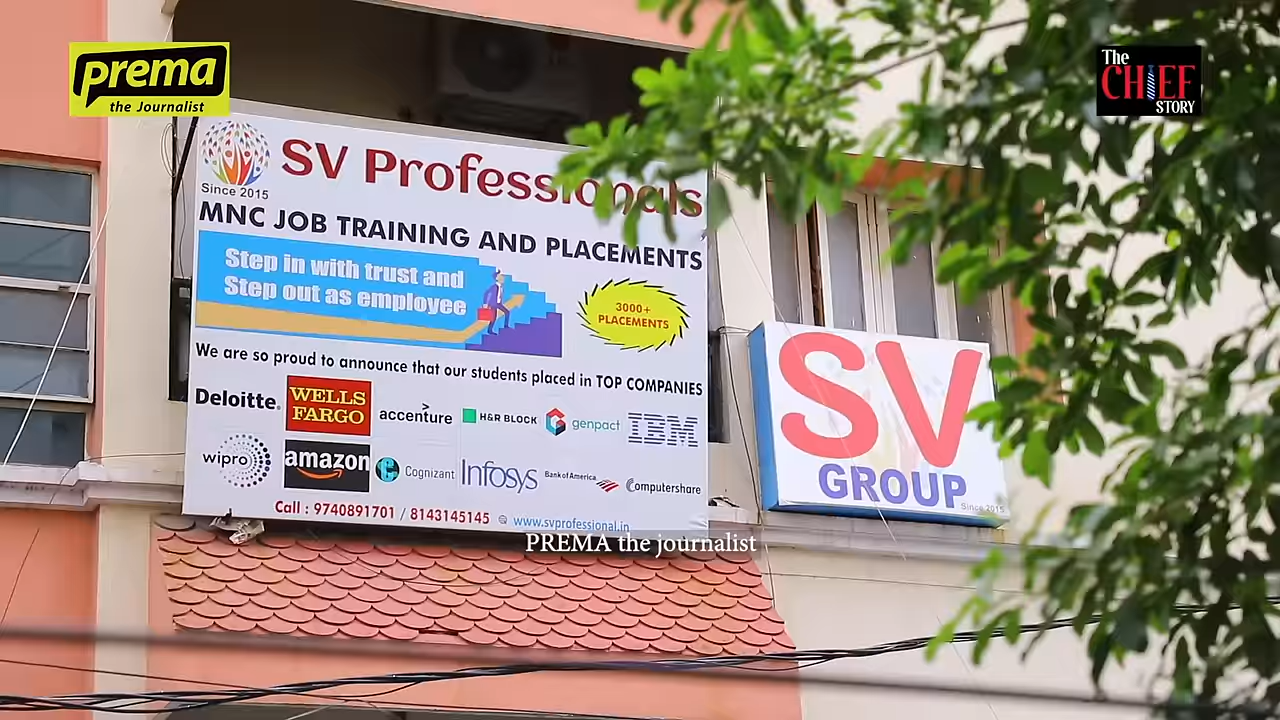 prema
the Journalist
The
CHIEF
STORY
Since 2015
SV Professionals
MNC JOB TRAINING AND PLACEMENTS
Step in with trust and
Step out as employee
3000+
PLACEMENTS
We are so proud to announce that our students placed in TOP COMPANIES
Deloitte.
WELLS
FARGO
accenture
H&R BLOCK
genpact
IBM
wipro
amazon
Cognizant
Infosys
Bank of America
Computershare
Call : 9740891701 / 8143145145
www.svprofessional.in
SV
GROUP
Since 2015
PREMA the journalist